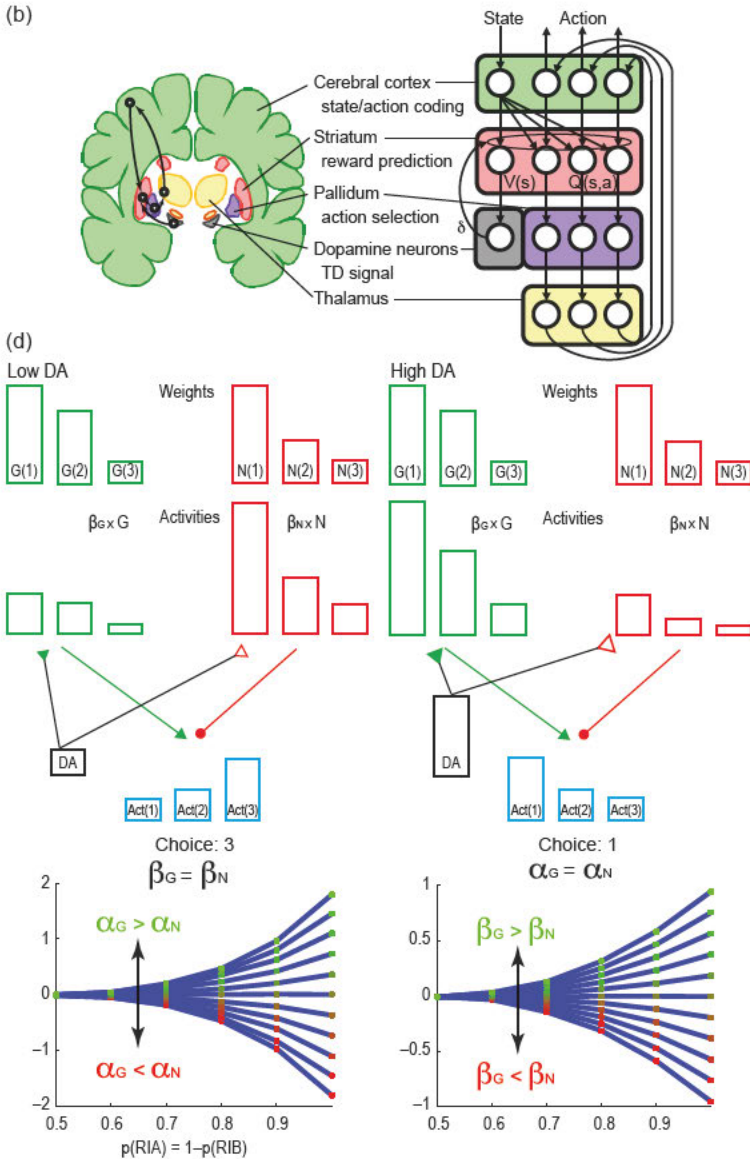 (b)
State Action
Cerebral cortex
state/action coding
Striatum
reward prediction
V(s) Q(s,a)
Pallidum
action selection
δ
Dopamine neurons
TD signal
Thalamus
(d)
Low DA High DA
Weights Weights
G(1) G(2) G(3) N(1) N(2) N(3) G(1) G(2) G(3) N(1) N(2) N(3)
βG x G Activities βN x N βG x G Activities βN x N
DA DA
Act(1) Act(2) Act(3) Act(1) Act(2) Act(3)
Choice: 3 Choice: 1
βG = βN αG = αN
2 1
αG > αN βG > βN
1 0.5
0 0
−1 −0.5
αG < αN βG < βN
−2 −1
0.5 0.6 0.7 0.8 0.9 0.5 0.6 0.7 0.8 0.9
p(RIA) = 1−p(RIB)